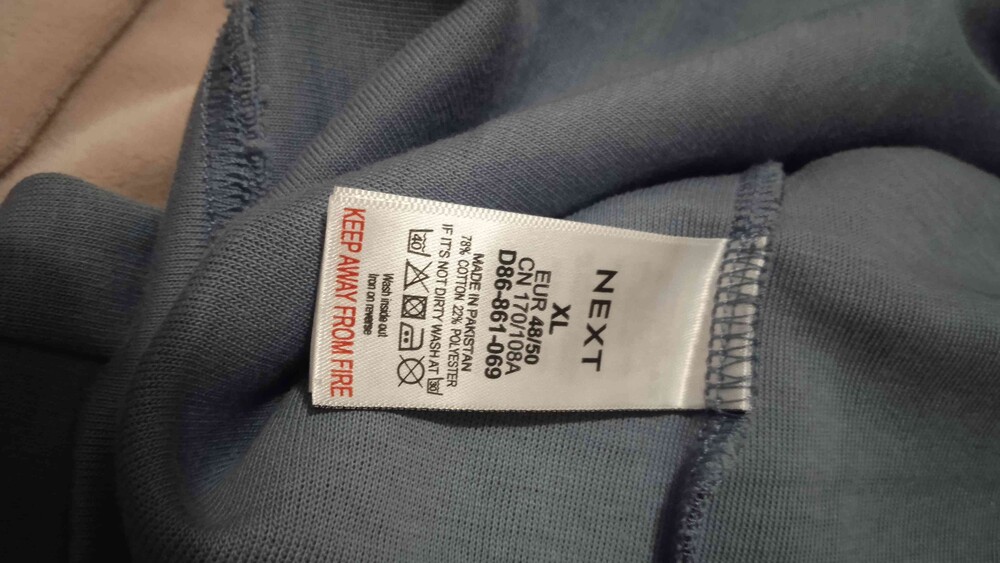 NEXT
XL
EUR 48/50
CN 170/108A
D86-861-069
MADE IN PAKISTAN
78% COTTON 22% POLYESTER
IF IT'S NOT DIRTY WASH AT 30
40
Wash inside out
Iron on reverse
KEEP AWAY FROM FIRE